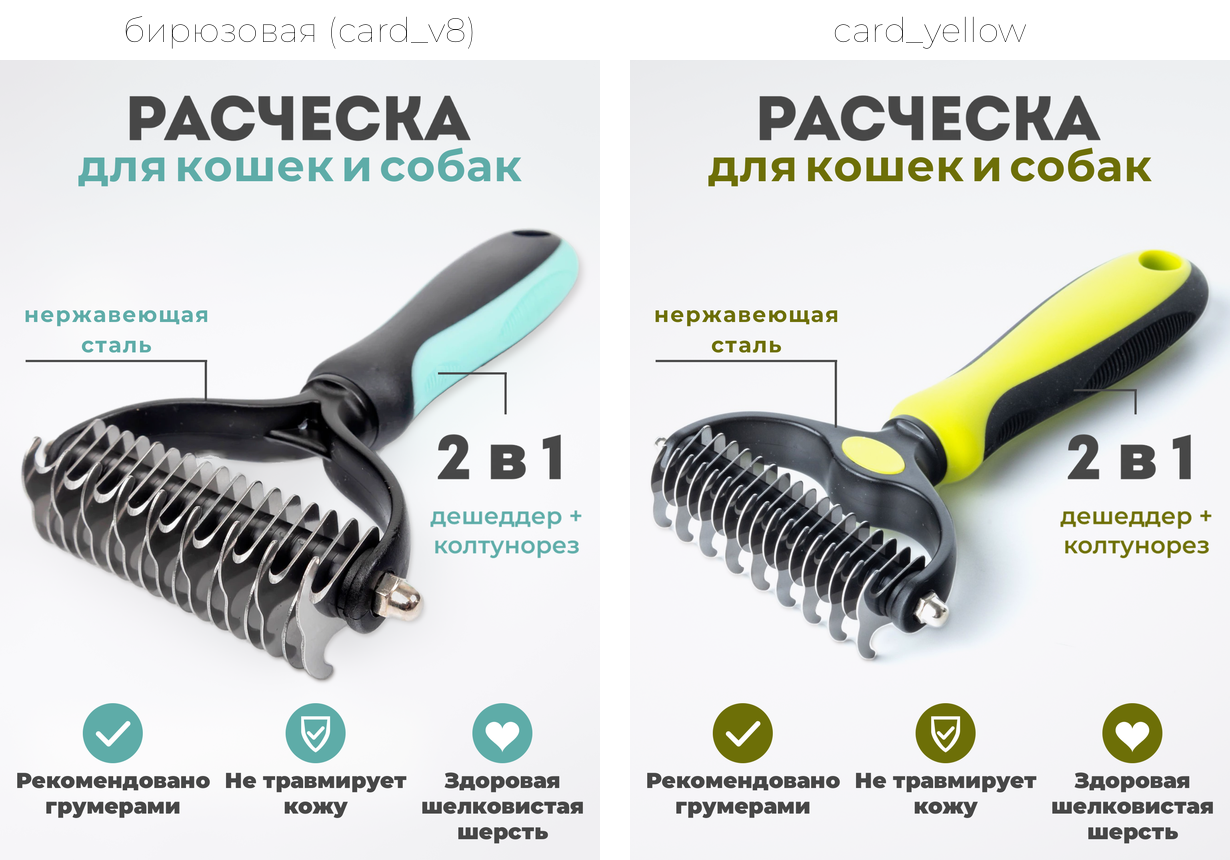 бирюзовая (card_v8)
РАСЧЕСКА
для кошек и собак
нержавеющая
сталь
2 в 1
дешеддер +
колтунорез
Рекомендовано
грумерами
Не травмирует
кожу
Здоровая
шелковистая
шерсть
card_yellow
РАСЧЕСКА
для кошек и собак
нержавеющая
сталь
2 в 1
дешеддер +
колтунорез
Рекомендовано
грумерами
Не травмирует
кожу
Здоровая
шелковистая
шерсть